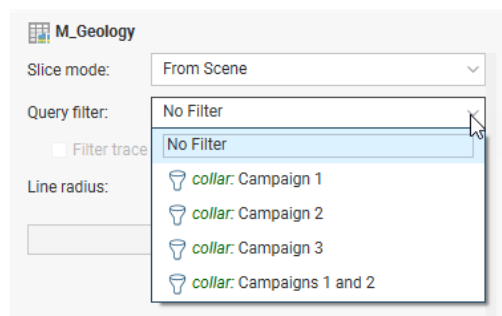 M_Geology
Slice mode: From Scene
Query filter: No Filter
Filter trace
No Filter
collar: Campaign 1
Line radius:
collar: Campaign 2
collar: Campaign 3
collar: Campaigns 1 and 2